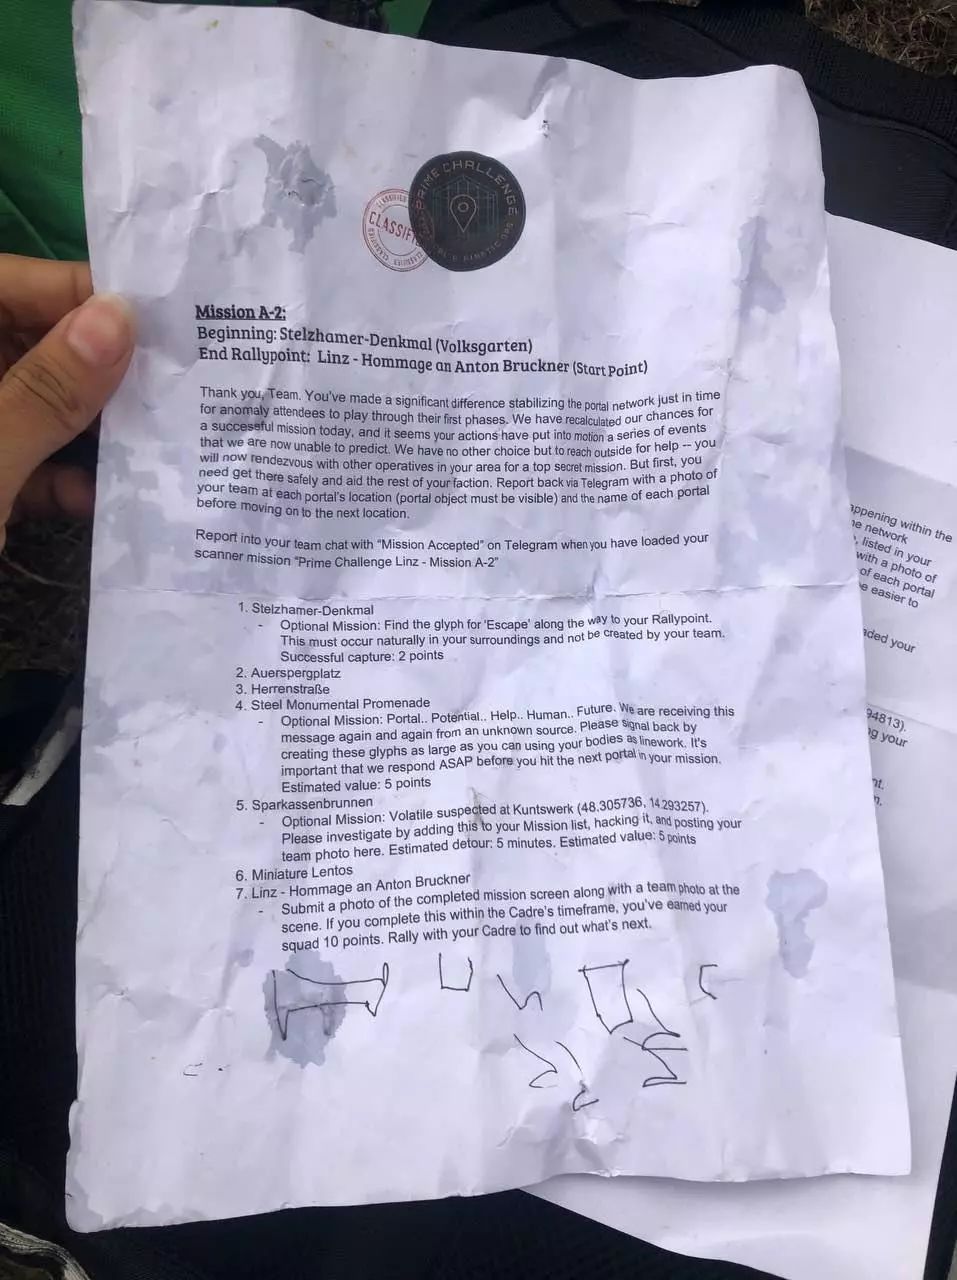 PRIME CHALLENGE
CLASSIFIED
Mission A-2:
Beginning: Stelzhamer-Denkmal (Volksgarten)
End Rallypoint: Linz - Hommage an Anton Bruckner (Start Point)
Thank you, Team. You've made a significant difference stabilizing the portal network just in time
for anomaly attendees to play through their first phases. We have recalculated our chances for
a successful mission today, and it seems your actions have put into motion a series of events
that we are now unable to predict. We have no other choice but to reach outside for help -- you
will now rendezvous with other operatives in your area for a top secret mission. But first, you
need get there safely and aid the rest of your faction. Report back via Telegram with a photo of
your team at each portal's location (portal object must be visible) and the name of each portal
before moving on to the next location.
Report into your team chat with "Mission Accepted" on Telegram when you have loaded your
scanner mission "Prime Challenge Linz - Mission A-2"
1. Stelzhamer-Denkmal
- Optional Mission: Find the glyph for 'Escape' along the way to your Rallypoint.
This must occur naturally in your surroundings and not be created by your team.
Successful capture: 2 points
2. Auerspergplatz
3. Herrenstraße
4. Steel Monumental Promenade
- Optional Mission: Portal.. Potential.. Help.. Human.. Future. We are receiving this
message again and again from an unknown source. Please signal back by
creating these glyphs as large as you can using your bodies as linework. It's
important that we respond ASAP before you hit the next portal in your mission.
Estimated value: 5 points
5. Sparkassenbrunnen
- Optional Mission: Volatile suspected at Kuntswerk (48.305736, 14.293257).
Please investigate by adding this to your Mission list, hacking it, and posting your
team photo here. Estimated detour: 5 minutes. Estimated value: 5 points
6. Miniature Lentos
7. Linz - Hommage an Anton Bruckner
- Submit a photo of the completed mission screen along with a team photo at the
scene. If you complete this within the Cadre's timeframe, you've earned your
squad 10 points. Rally with your Cadre to find out what's next.
appening within the
network
, listed in your
with a photo of
of each portal
easier to
ded your
94813).
g your
nt.